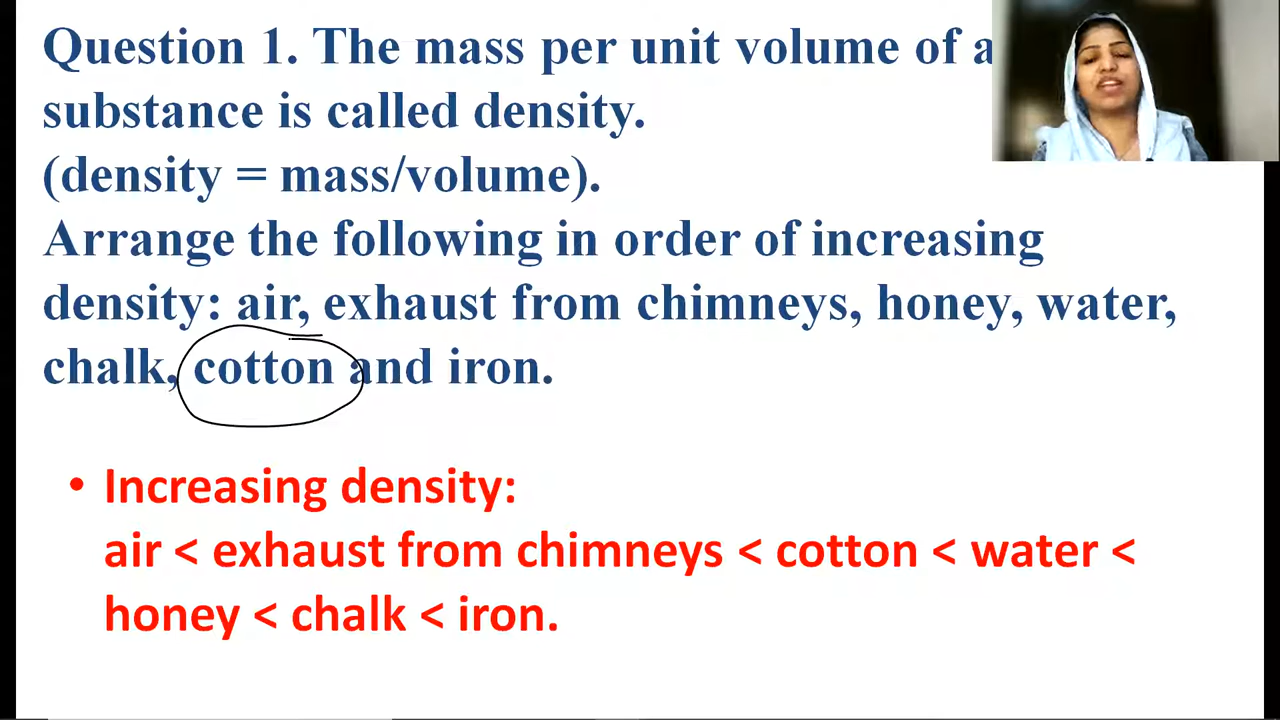 Question 1. The mass per unit volume of a
substance is called density.
(density = mass/volume).
Arrange the following in order of increasing
density: air, exhaust from chimneys, honey, water,
chalk, cotton and iron.
• Increasing density:
air < exhaust from chimneys < cotton < water <
honey < chalk < iron.